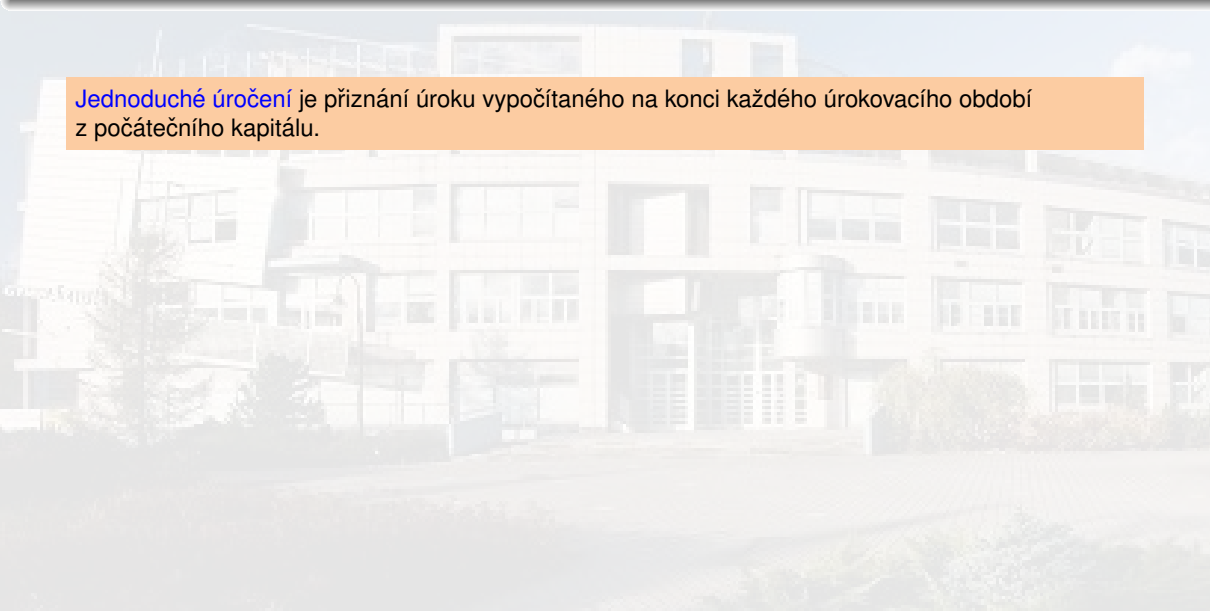 Jednoduché úročení je přiznání úroku vypočítaného na konci každého úrokovacího období
z počátečního kapitálu.